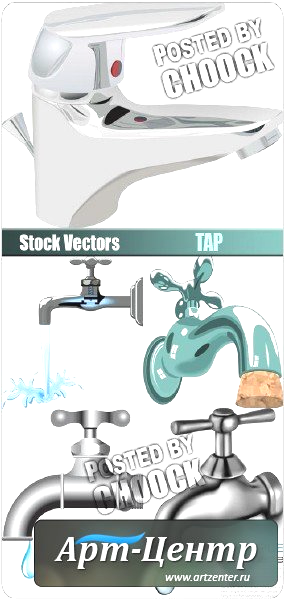 POSTED BY
CHOOCK
Stock Vectors TAP
POSTED BY
CHOOCK
Арт-Центр
www.artzenter.ru